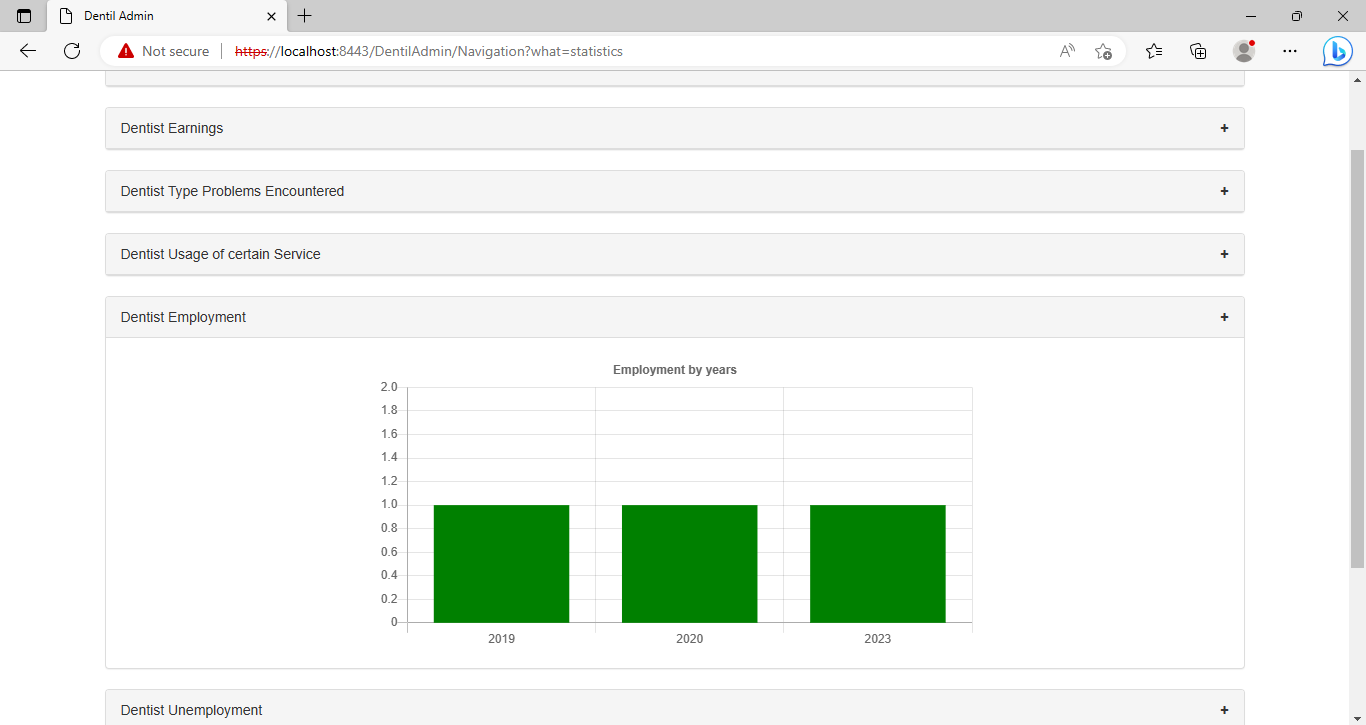 Dentil Admin
Not secure https://localhost:8443/DentilAdmin/Navigation?what=statistics
Dentist Earnings +
Dentist Type Problems Encountered +
Dentist Usage of certain Service +
Dentist Employment +
Employment by years
2.0
1.8
1.6
1.4
1.2
1.0
0.8
0.6
0.4
0.2
0
2019 2020 2023
Dentist Unemployment +